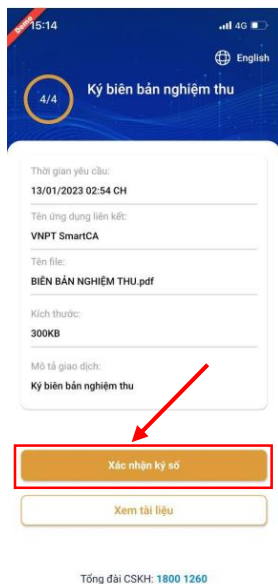 Demo
15:14
4G
English
4/4
Ký biên bản nghiệm thu
Thời gian yêu cầu:
13/01/2023 02:54 CH
Tên ứng dụng liên kết:
VNPT SmartCA
Tên file:
BIÊN BẢN NGHIỆM THU.pdf
Kích thước:
300KB
Mô tả giao dịch:
Ký biên bản nghiệm thu
Xác nhận ký số
Xem tài liệu
Tổng đài CSKH: 1800 1260